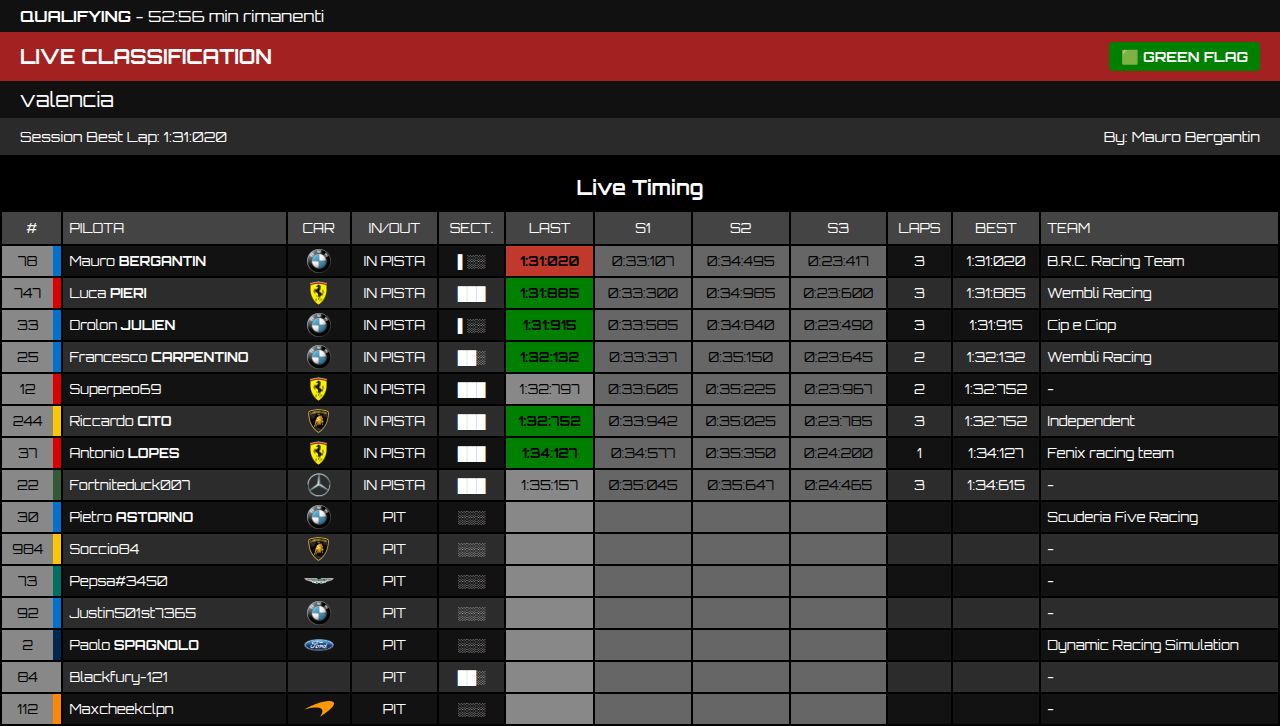 QUALIFYING - 52:56 min rimanenti
LIVE CLASSIFICATION
GREEN FLAG
valencia
Session Best Lap: 1:31:020
By: Mauro Bergantin
Live Timing
# PILOTA CAR IN/OUT SECT. LAST S1 S2 S3 LAPS BEST TEAM
78 Mauro BERGANTIN IN PISTA 1:31:020 0:33:107 0:34:495 0:23:417 3 1:31:020 B.R.C. Racing Team
747 Luca PIERI IN PISTA 1:31:885 0:33:300 0:34:985 0:23:600 3 1:31:885 Wembli Racing
33 Drolon JULIEN IN PISTA 1:31:915 0:33:585 0:34:840 0:23:490 3 1:31:915 Cip e Ciop
25 Francesco CARPENTINO IN PISTA 1:32:132 0:33:337 0:35:150 0:23:645 2 1:32:132 Wembli Racing
12 Superpeo69 IN PISTA 1:32:797 0:33:605 0:35:225 0:23:967 2 1:32:752 -
244 Riccardo CITO IN PISTA 1:32:752 0:33:942 0:35:025 0:23:785 3 1:32:752 Independent
37 Antonio LOPES IN PISTA 1:34:127 0:34:577 0:35:350 0:24:200 1 1:34:127 Fenix racing team
22 Fortniteduck007 IN PISTA 1:35:157 0:35:045 0:35:647 0:24:465 3 1:34:615 -
30 Pietro ASTORINO PIT Scuderia Five Racing
984 Soccio84 PIT -
73 Pepsa#3450 PIT -
92 Justin501st7365 PIT -
2 Paolo SPAGNOLO Ford PIT Dynamic Racing Simulation
84 Blackfury-121 PIT -
112 Maxcheekclpn PIT -